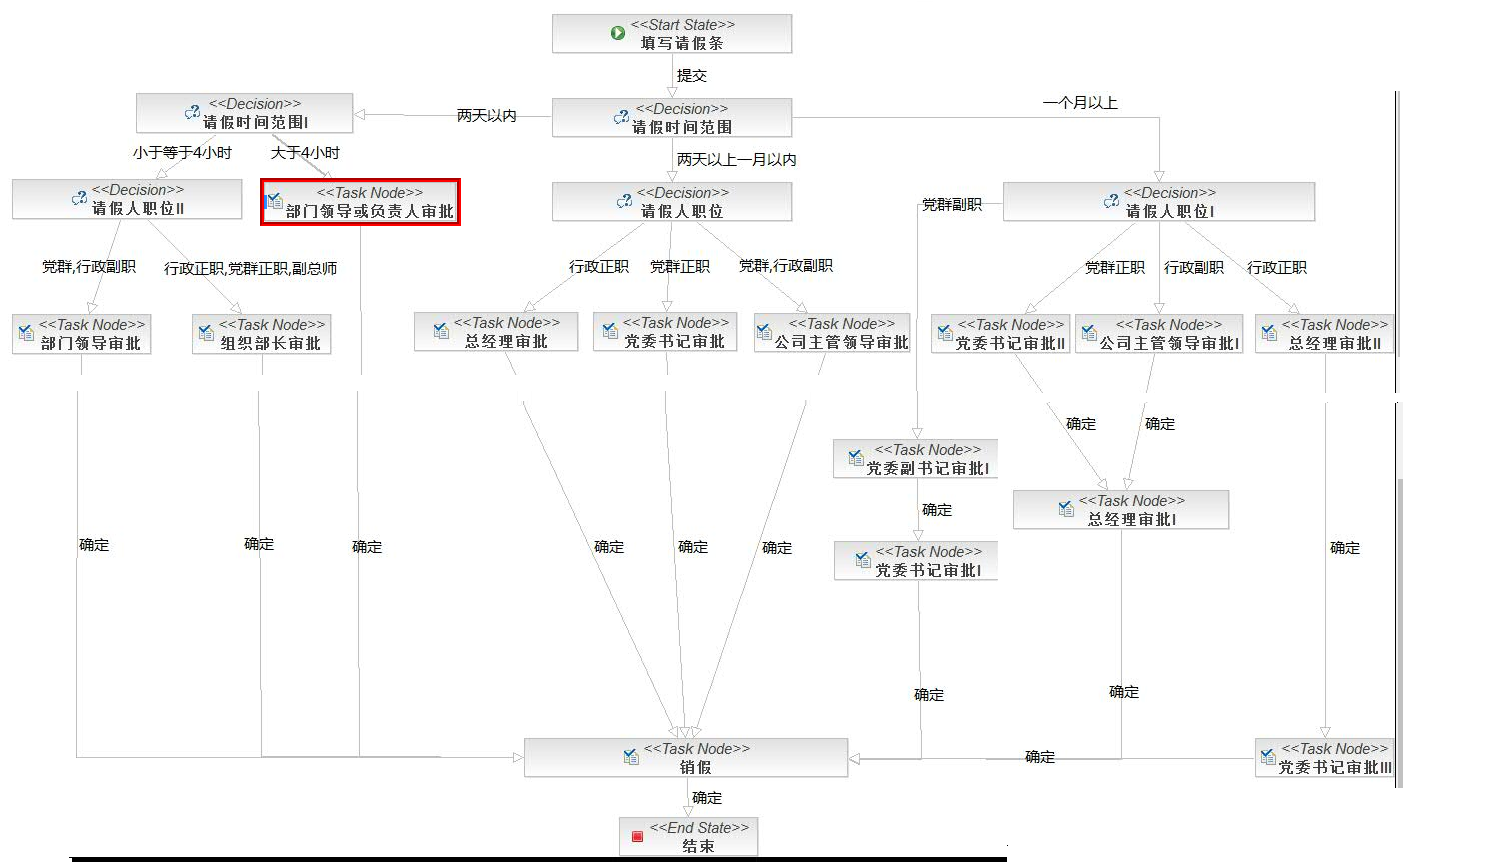 <<Start State>>
填写请假条
提交
<<Decision>>
请假时间范围I
两天以内
<<Decision>>
请假时间范围
一个月以上
小于等于4小时
大于4小时
两天以上一月以内
<<Decision>>
请假人职位II
<<Task Node>>
部门领导或负责人审批
<<Decision>>
请假人职位
党群副职
<<Decision>>
请假人职位I
党群,行政副职
行政正职,党群正职,副总师
行政正职
党群正职
党群,行政副职
党群正职
行政副职
行政正职
<<Task Node>>
部门领导审批
<<Task Node>>
组织部长审批
<<Task Node>>
总经理审批
<<Task Node>>
党委书记审批
<<Task Node>>
公司主管领导审批
<<Task Node>>
党委书记审批II
<<Task Node>>
公司主管领导审批I
<<Task Node>>
总经理审批II
确定
确定
<<Task Node>>
党委副书记审批I
确定
<<Task Node>>
总经理审批I
确定
确定
确定
确定
确定
确定
<<Task Node>>
党委书记审批I
确定
确定
确定
<<Task Node>>
销假
确定
<<Task Node>>
党委书记审批III
确定
<<End State>>
结束